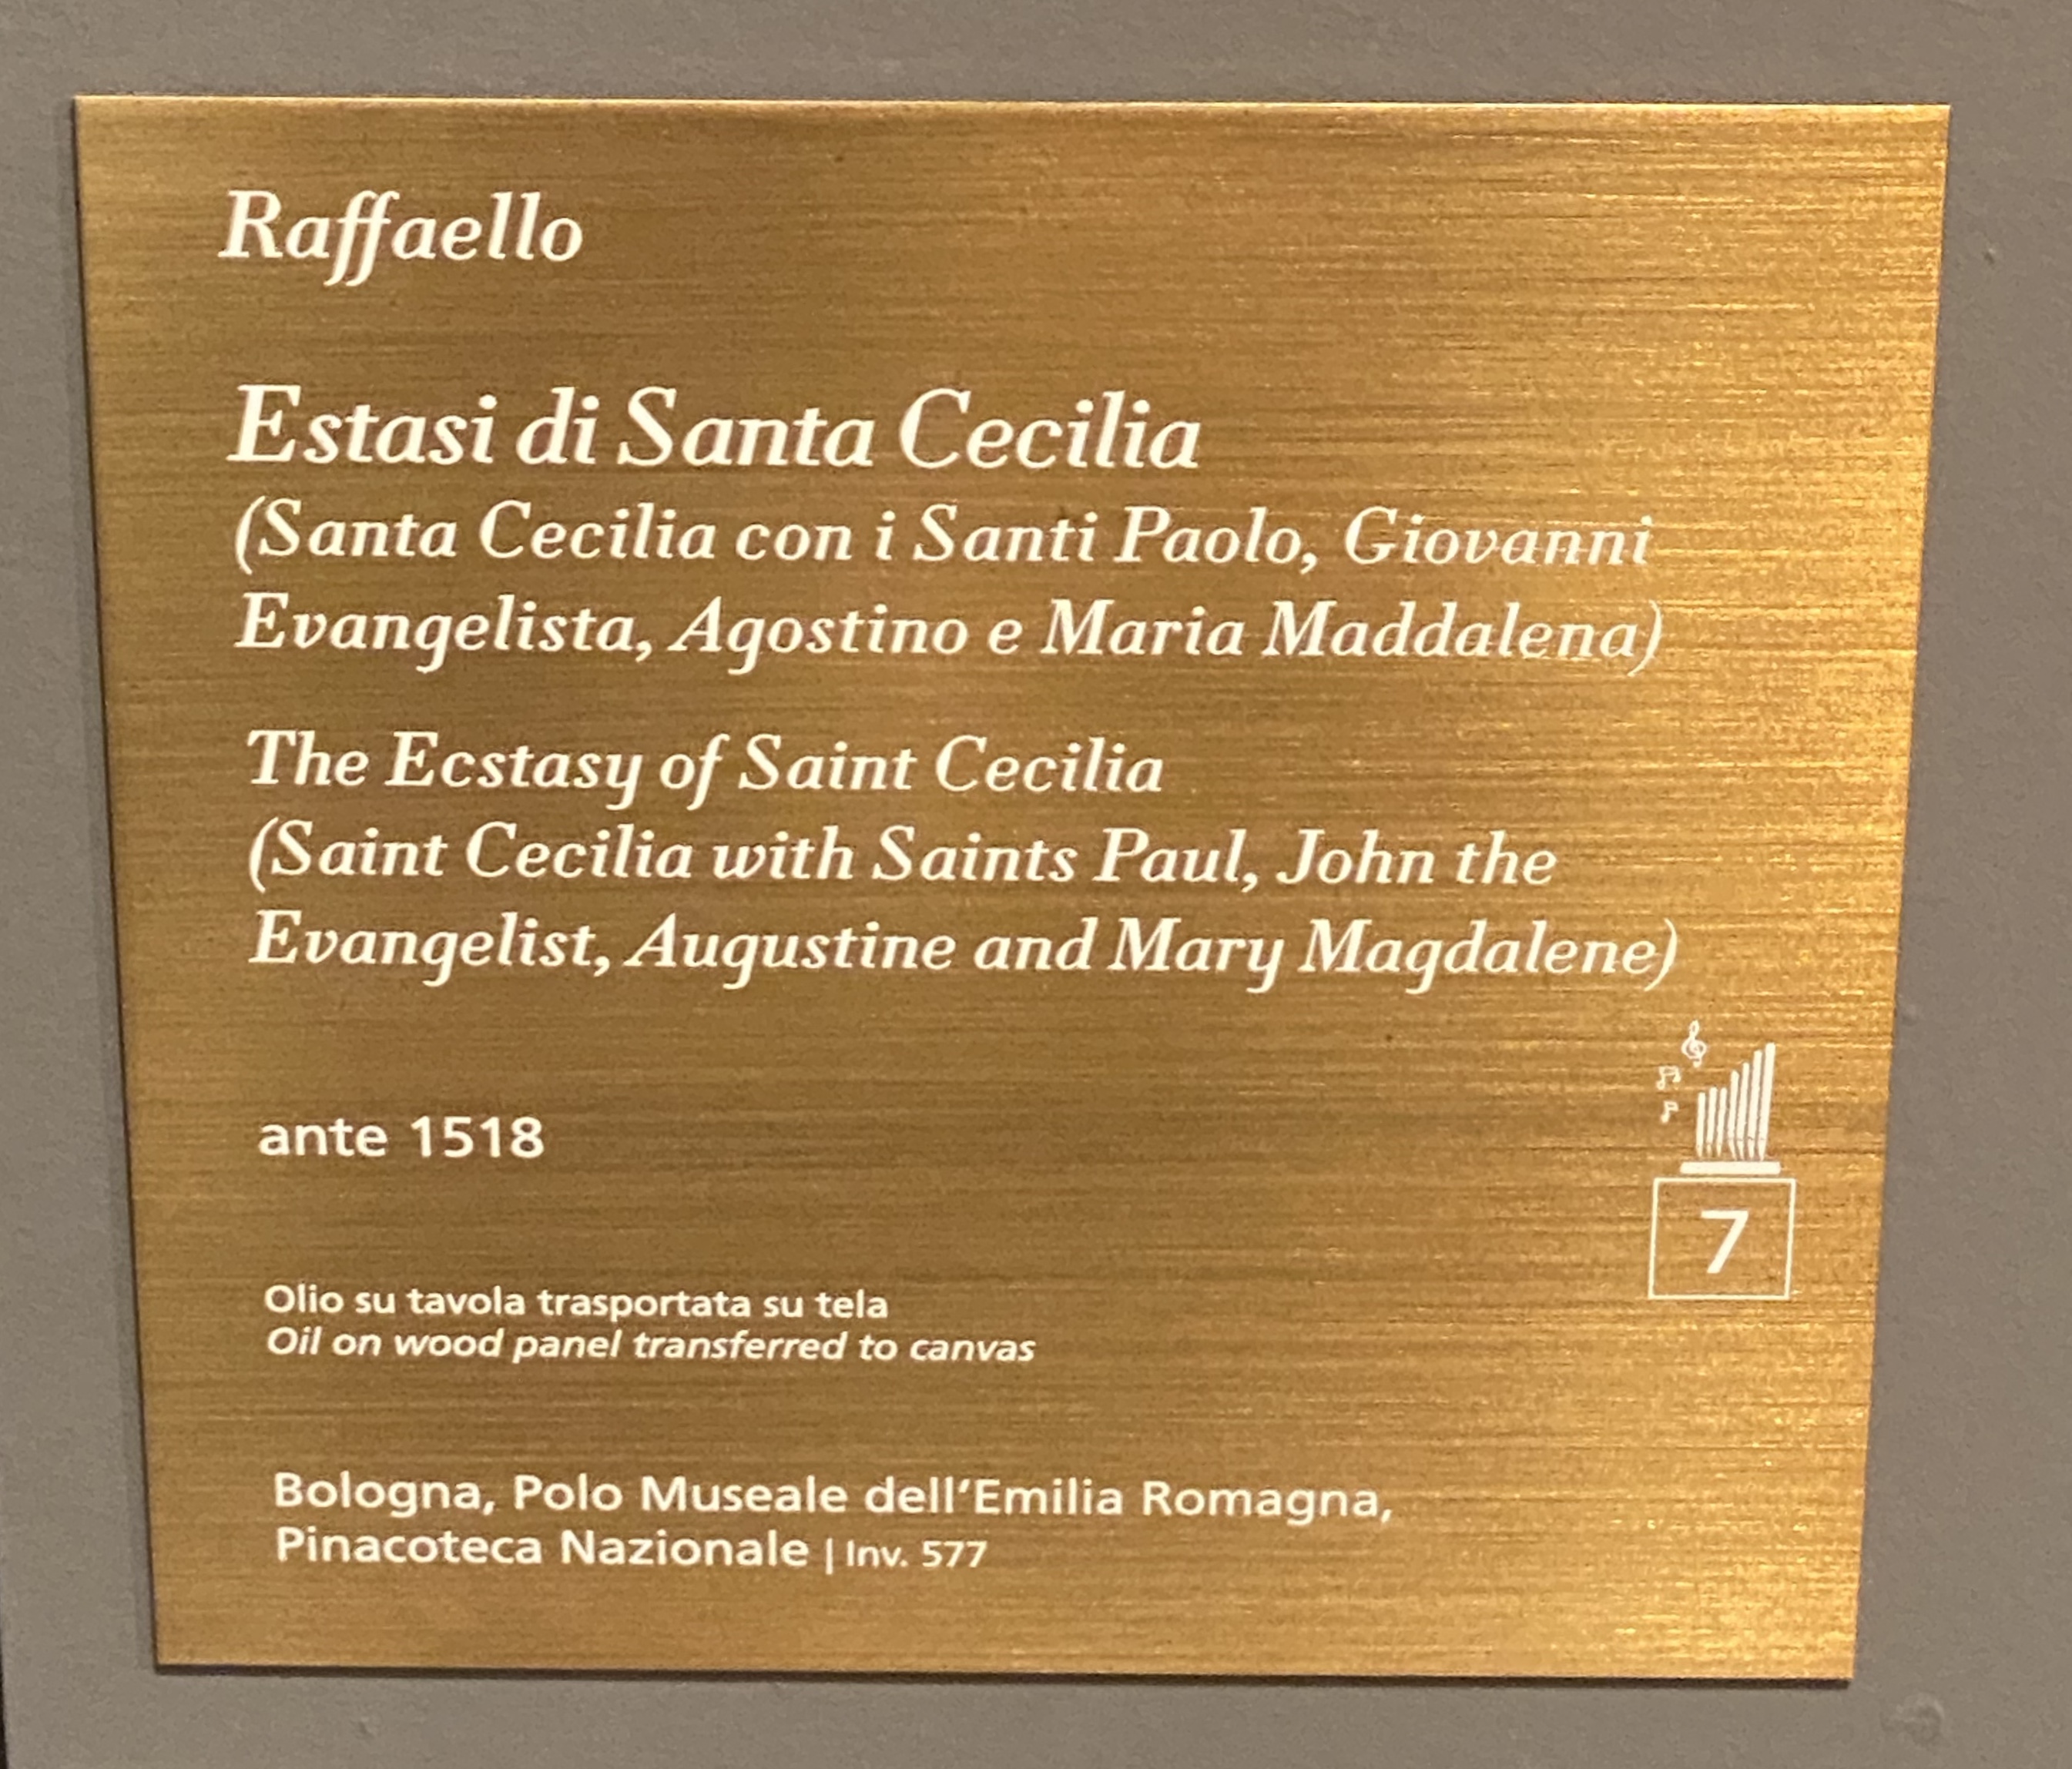 Raffaello
Estasi di Santa Cecilia
(Santa Cecilia con i Santi Paolo, Giovanni
Evangelista, Agostino e Maria Maddalena)
The Ecstasy of Saint Cecilia
(Saint Cecilia with Saints Paul, John the
Evangelist, Augustine and Mary Magdalene)
ante 1518
7
Olio su tavola trasportata su tela
Oil on wood panel transferred to canvas
Bologna, Polo Museale dell'Emilia Romagna,
Pinacoteca Nazionale | Inv. 577